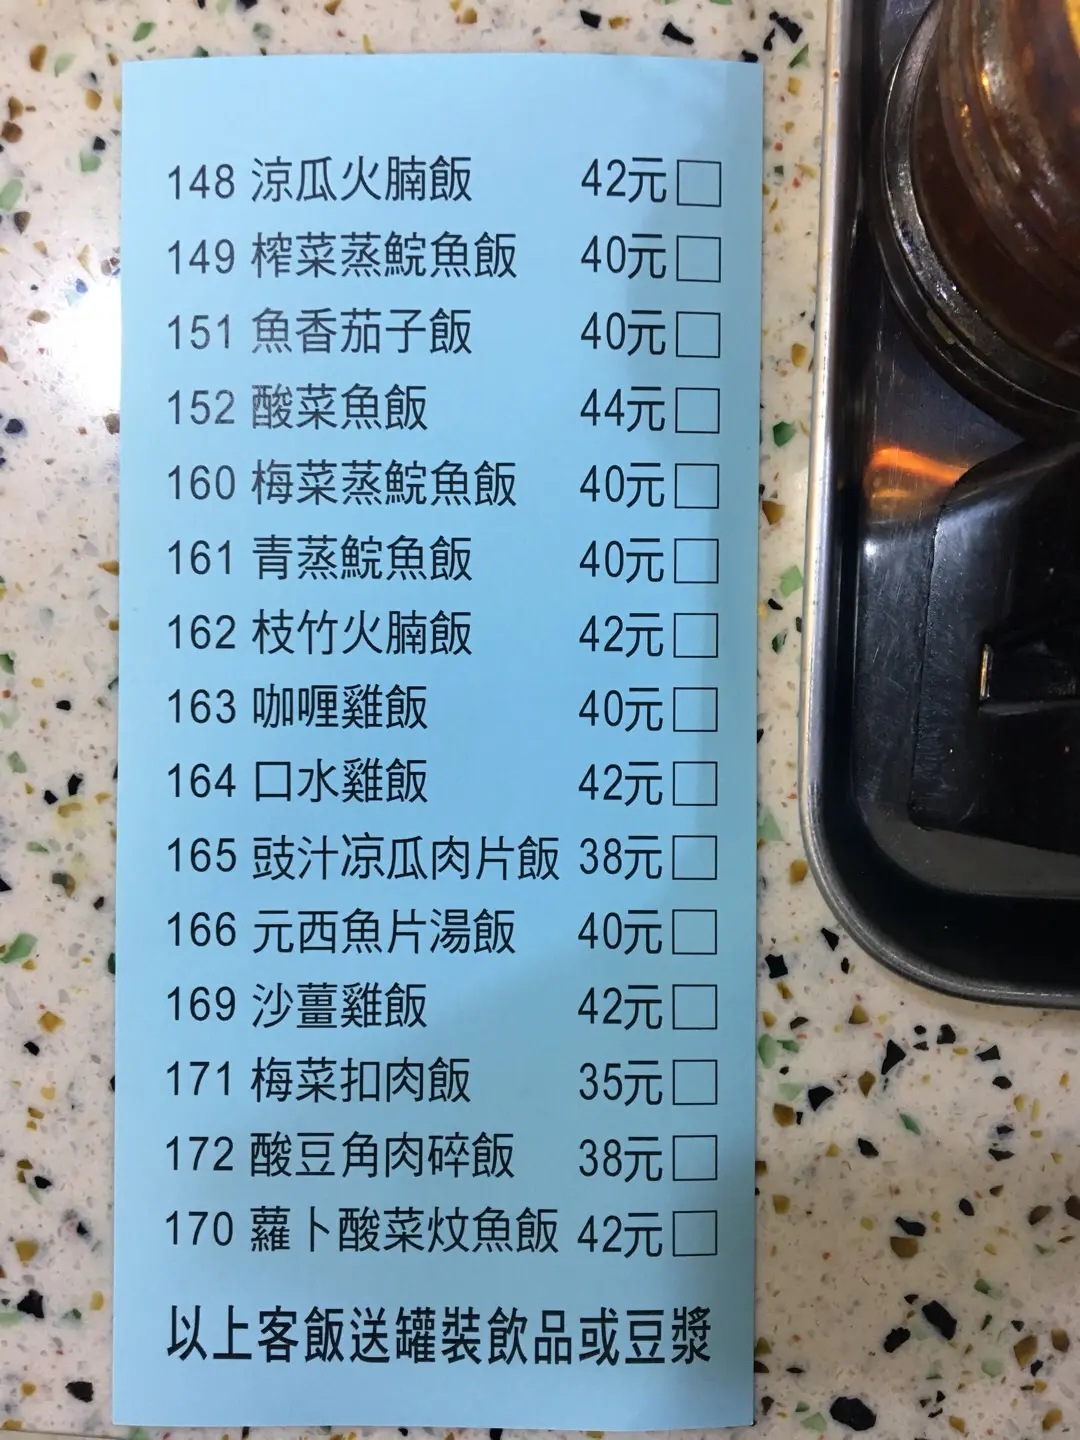 148 涼瓜火腩飯 42元
149 榨菜蒸鯇魚飯 40元
151 魚香茄子飯 40元
152 酸菜魚飯 44元
160 梅菜蒸鯇魚飯 40元
161 青蒸鯇魚飯 40元
162 枝竹火腩飯 42元
163 咖喱雞飯 40元
164 口水雞飯 42元
165 豉汁凉瓜肉片飯 38元
166 元西魚片湯飯 40元
169 沙薑雞飯 42元
171 梅菜扣肉飯 35元
172 酸豆角肉碎飯 38元
170 蘿卜酸菜炆魚飯 42元
以上客飯送罐裝飲品或豆漿